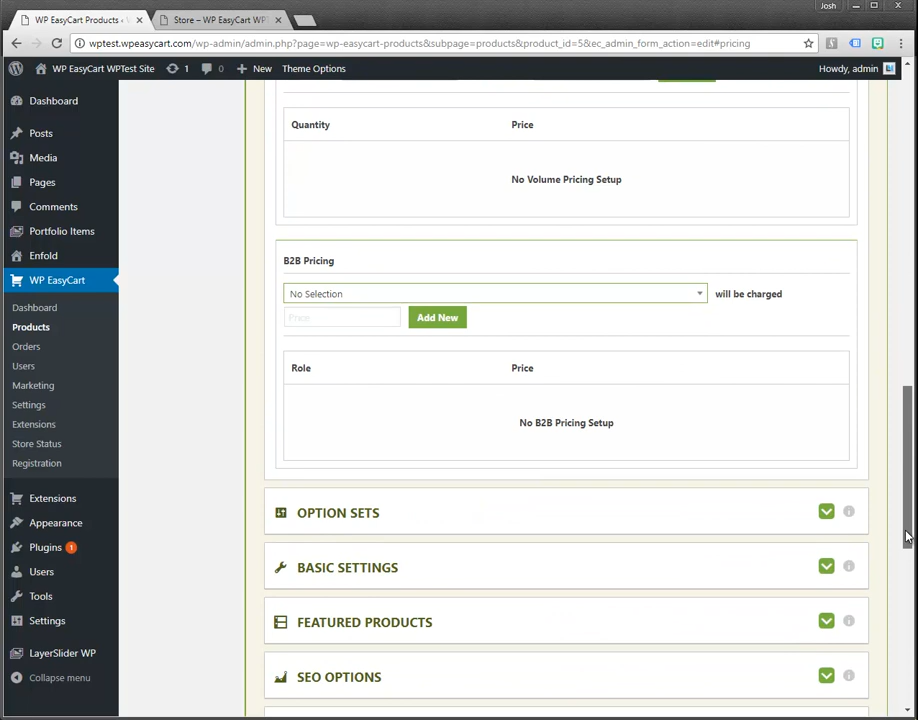 Josh
WP EasyCart Products ‹
Store – WP EasyCart WPT
wptest.wpeasycart.com/wp-admin/admin.php?page=wp-easycart-products&subpage=products&product_id=5&ec_admin_form_action=edit#pricing
WP EasyCart WPTest Site
1
0
New
Theme Options
Howdy, admin
Dashboard
Posts
Media
Pages
Comments
Portfolio Items
Enfold
WP EasyCart
Dashboard
Products
Orders
Users
Marketing
Settings
Extensions
Store Status
Registration
Extensions
Appearance
Plugins 1
Users
Tools
Settings
LayerSlider WP
Collapse menu
Quantity Price
No Volume Pricing Setup
B2B Pricing
No Selection will be charged
Price Add New
Role Price
No B2B Pricing Setup
OPTION SETS
BASIC SETTINGS
FEATURED PRODUCTS
SEO OPTIONS